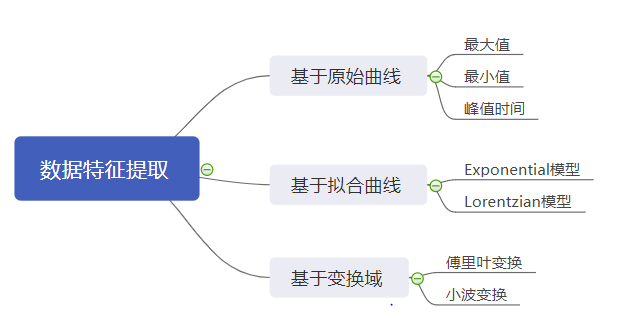 数据特征提取
基于原始曲线
最大值
最小值
峰值时间
基于拟合曲线
Exponential模型
Lorentzian模型
基于变换域
傅里叶变换
小波变换